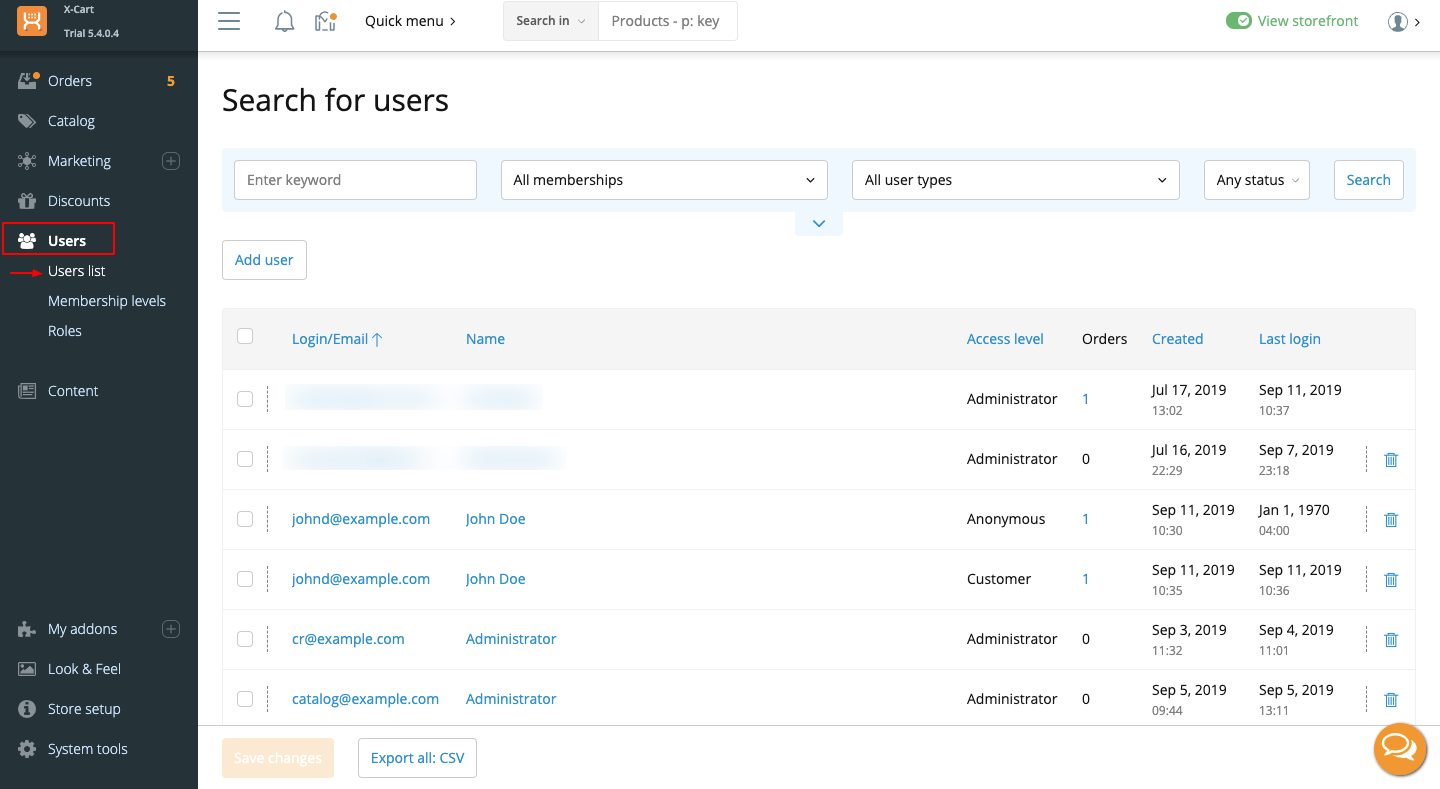 X-Cart
Trial 5.4.0.4
Quick menu
Search in
Products - p: key
View storefront
Orders 5
Catalog
Marketing
Discounts
Users
Users list
Membership levels
Roles
Content
My addons
Look & Feel
Store setup
System tools
Search for users
Enter keyword
All memberships
All user types
Any status
Search
Add user
Login/Email Name Access level Orders Created Last login
Administrator 1 Jul 17, 2019 Sep 11, 2019
13:02 10:37
Administrator 0 Jul 16, 2019 Sep 7, 2019
22:29 23:18
johnd@example.com John Doe Anonymous 1 Sep 11, 2019 Jan 1, 1970
10:30 04:00
johnd@example.com John Doe Customer 1 Sep 11, 2019 Sep 11, 2019
10:35 10:36
cr@example.com Administrator Administrator 0 Sep 3, 2019 Sep 4, 2019
11:32 11:01
catalog@example.com Administrator Administrator 0 Sep 5, 2019 Sep 5, 2019
09:44 13:11
Save changes
Export all: CSV